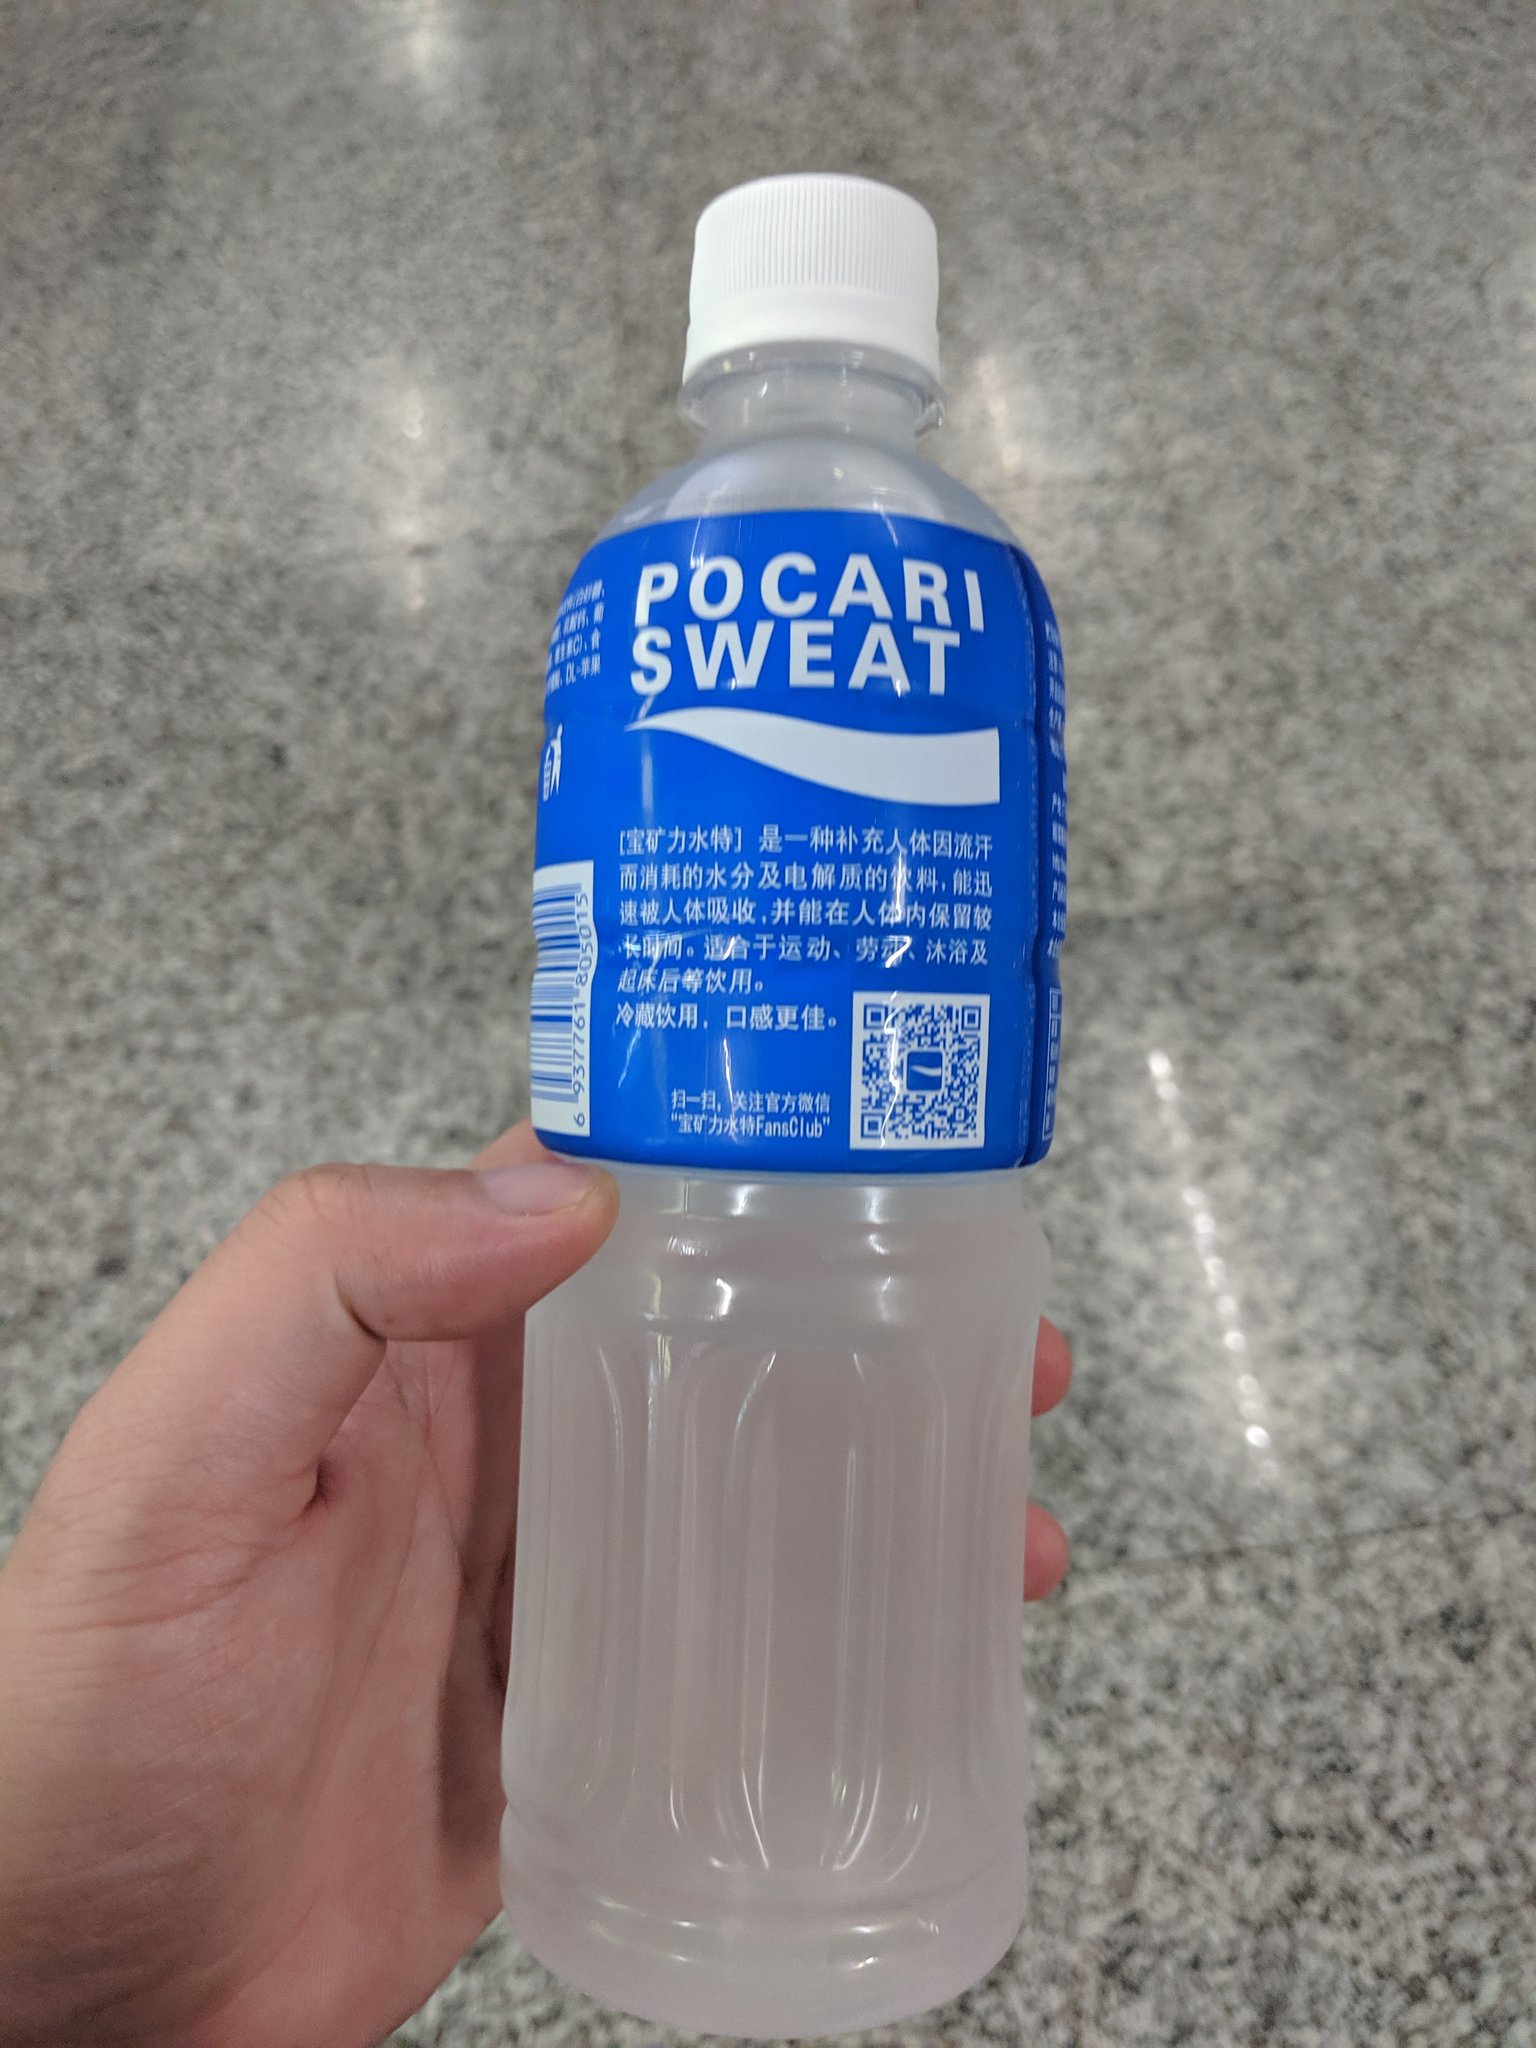 POCARI
SWEAT
[宝矿力水特] 是一种补充人体因流汗
而消耗的水分及电解质的饮料,能迅
速被人体吸收,并能在人体内保留较
长时间。适合于运动、劳动、沐浴及
起床后等饮用。
冷藏饮用，口感更佳。
扫一扫，关注官方微信
"宝矿力水特FansClub"
6 937761 805015
DL-苹果